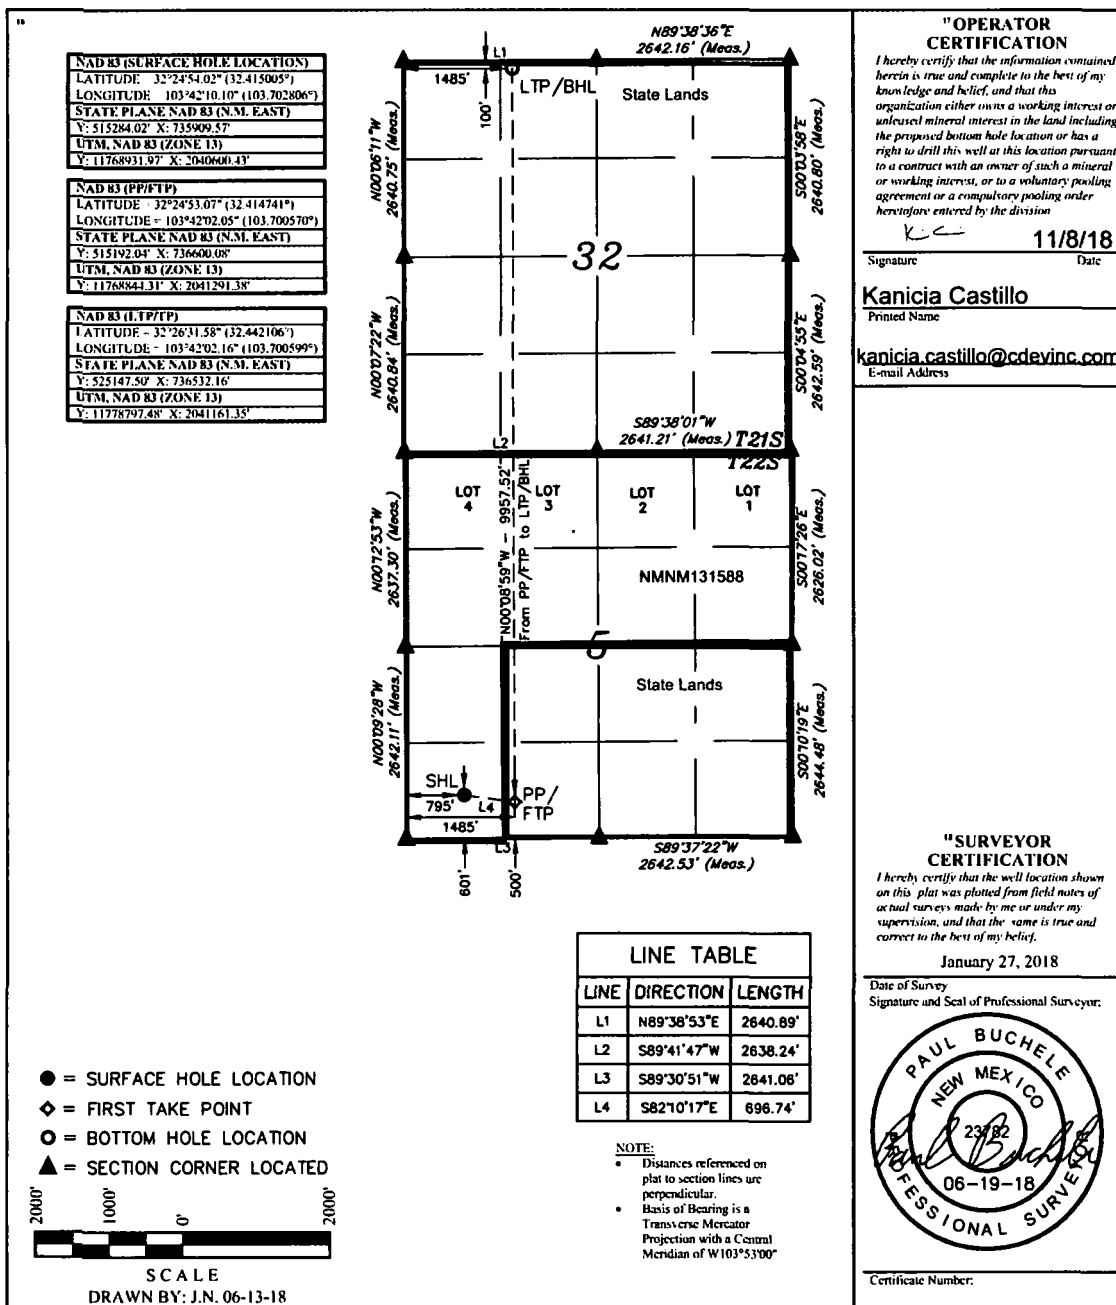 "
NAD 83 (SURFACE HOLE LOCATION)
LATITUDE 32°24'54.02" (32.415005°)
LONGITUDE 103°42'10.10" (103.702806°)
STATE PLANE NAD 83 (N.M. EAST)
Y: 515284.02' X: 735909.57'
UTM, NAD 83 (ZONE 13)
Y: 11768931.97' X: 2040600.43'
NAD 83 (PP/FTP)
LATITUDE 32°24'53.07" (32.414741°)
LONGITUDE = 103°42'02.05" (103.700570°)
STATE PLANE NAD 83 (N.M. EAST)
Y: 515192.04' X: 736600.08'
UTM, NAD 83 (ZONE 13)
Y: 11768844.31' X: 2041291.38'
NAD 83 (LTP/TP)
LATITUDE - 32°26'31.58" (32.442106°)
LONGITUDE - 103°42'02.16" (103.700599°)
STATE PLANE NAD 83 (N.M. EAST)
Y: 525147.50' X: 736532.16'
UTM, NAD 83 (ZONE 13)
Y: 11778797.48' X: 2041161.35'
N89°38'36"E
2642.16' (Meas.)
L1
1485'
100'
LTP/BHL
State Lands
N00°06'11"W
2640.75' (Meas.)
S00°03'58"E
2640.80' (Meas.)
32
N00°07'22"W
2640.84' (Meas.)
S00°04'55"E
2642.59' (Meas.)
S89°38'01"W
2641.21' (Meas.)
T21S
T22S
L2
LOT 4
LOT 3
LOT 2
LOT 1
N00°08'59"W - 9957.52'
From PP/FTP to LTP/BHL
N00°12'53"W
2637.30' (Meas.)
S00°17'26"E
2626.02' (Meas.)
NMNM131588
5
State Lands
N00°09'28"W
2642.11' (Meas.)
S00°10'19"E
2644.48' (Meas.)
SHL
795'
L4
PP/
FTP
1485'
L3
601'
500'
S89°37'22"W
2642.53' (Meas.)
LINE TABLE
LINE DIRECTION LENGTH
L1 N89°38'53"E 2640.89'
L2 S89°41'47"W 2638.24'
L3 S89°30'51"W 2641.06'
L4 S82°10'17"E 696.74'
NOTE:
• Distances referenced on
plat to section lines are
perpendicular.
• Basis of Bearing is a
Transverse Mercator
Projection with a Central
Meridian of W103°53'00"
● = SURFACE HOLE LOCATION
◇ = FIRST TAKE POINT
O = BOTTOM HOLE LOCATION
▲ = SECTION CORNER LOCATED
2000' 1000' 0' 2000'
SCALE
DRAWN BY: J.N. 06-13-18
"OPERATOR
CERTIFICATION
I hereby certify that the information contained
herein is true and complete to the best of my
knowledge and belief, and that this
organization either owns a working interest or
unleased mineral interest in the land including
the proposed bottom hole location or has a
right to drill this well at this location pursuant
to a contract with an owner of such a mineral
or working interest, or to a voluntary pooling
agreement or a compulsory pooling order
heretofore entered by the division
11/8/18
Signature Date
Kanicia Castillo
Printed Name
kanicia.castillo@cdevinc.com
E-mail Address
"SURVEYOR
CERTIFICATION
I hereby certify that the well location shown
on this plat was plotted from field notes of
actual surveys made by me or under my
supervision, and that the same is true and
correct to the best of my belief.
January 27, 2018
Date of Survey
Signature and Seal of Professional Surveyor:
PAUL BUCHELE
NEW MEXICO
23782
Paul Buchele
06-19-18
PROFESSIONAL SURVEYOR
Certificate Number: